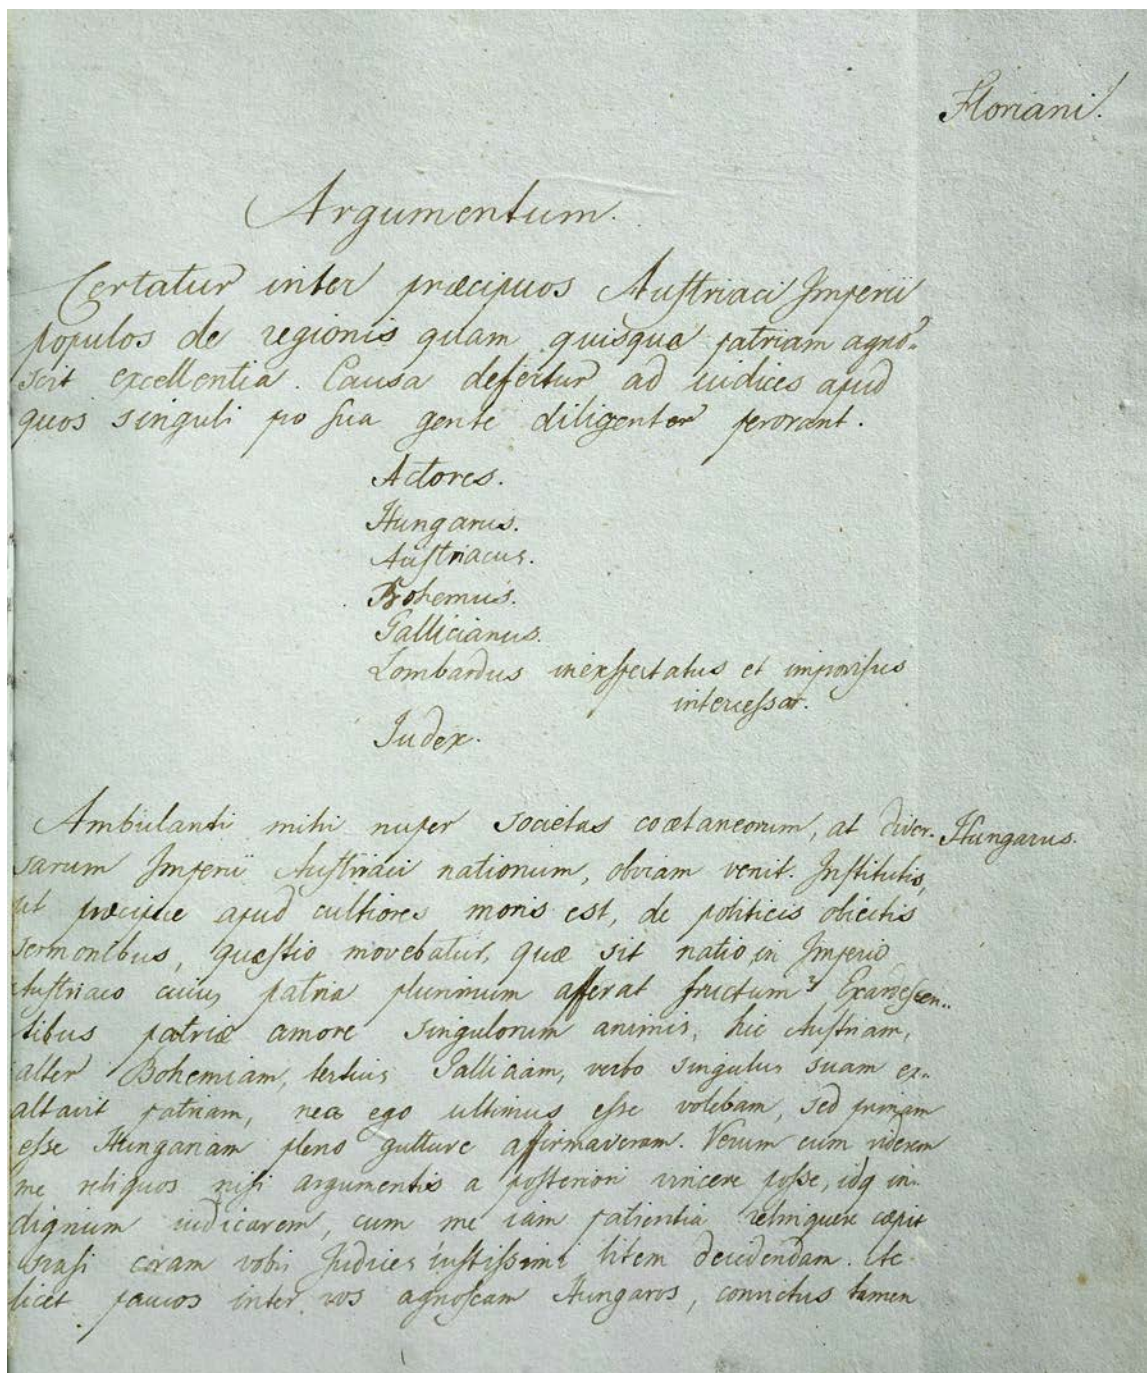 Floriani.
Argumentum.
Certatur inter præcipuos Auſtriaci Imperii
populos de regionis quam quisque patriam agno-
scit excellentia. Causa defertur ad iudices apud
quos singuli po ſua gente diligenter perorant.
Actores.
Hungarus.
Auſtriacus.
Bohemus.
Gallicianus.
Lombardus inexſpectatus et improviſus
interceſsor.
Judex.
Ambulanti mihi nuper societas coætaneorum, at diver- Hungarus.
sarum Imperii Auſtriaci nationum, obviam venit. Inſtitutis,
ut præcipue apud cultiores moris est, de politicis obiectis
sermonibus, quæſtio movebatur, quæ sit natio in Imperio
Auſtriaco cuius patria plurimum afferat fructum? Exardeſcen-
tibus patriæ amore singulorum animis, hic Auſtriam,
alter Bohemiam, tertius Galliciam, verbo singulus suam ex-
altavit patriam, nec ego ultimus eſse volebam, sed primam
eſse Hungariam pleno gutture affirmaveram. Verum cum viderem
me reliquos niſi argumentis a poſteriori vincere poſse, idq in-
dignum iudicarem, cum me iam patientia relinquere cæpit
coram vobis Judices iuſtiſsimi litem decidendam.
licet paucos inter vos agnoſcam Hungaros, convictus tamen